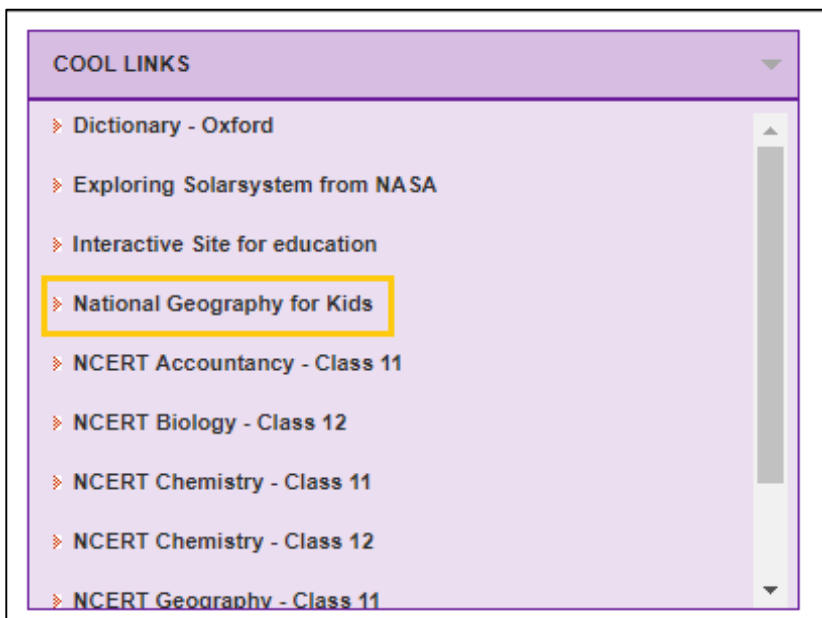 COOL LINKS
Dictionary - Oxford
Exploring Solarsystem from NASA
Interactive Site for education
National Geography for Kids
NCERT Accountancy - Class 11
NCERT Biology - Class 12
NCERT Chemistry - Class 11
NCERT Chemistry - Class 12
NCERT Geography - Class 11